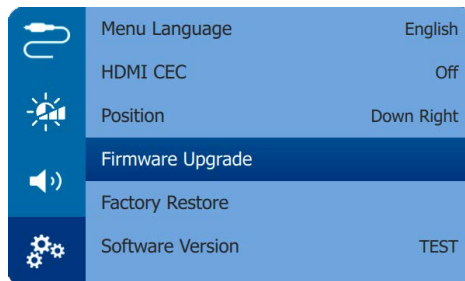 Menu Language English
HDMI CEC Off
Position Down Right
Firmware Upgrade
Factory Restore
Software Version TEST